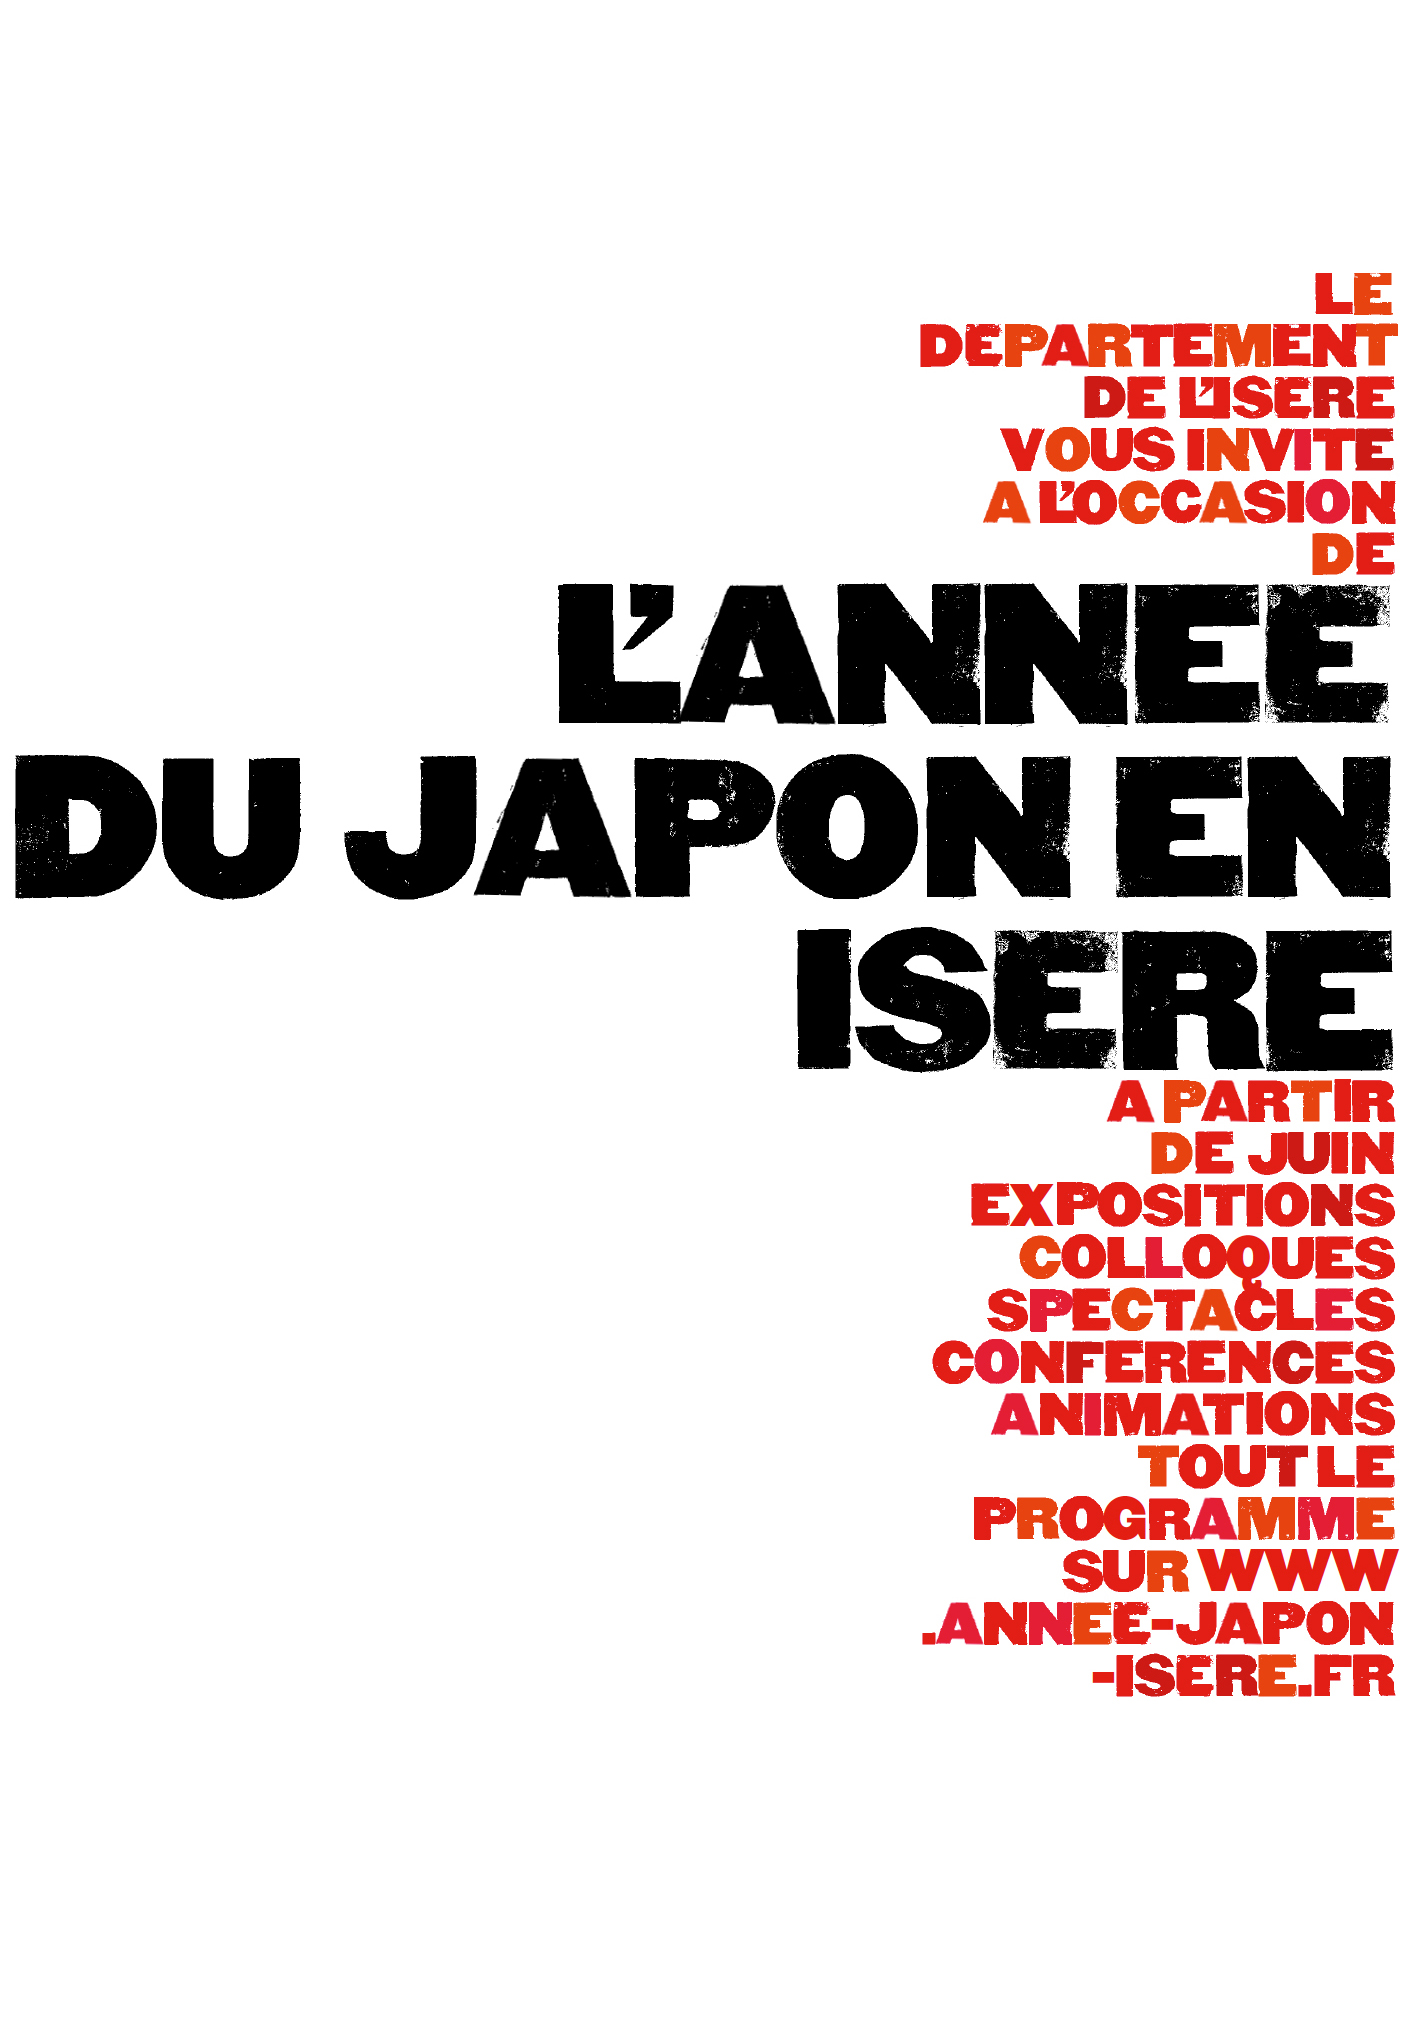 LE
DEPARTEMENT
DE L'ISERE
VOUS INVITE
A L'OCCASION
DE
L'ANNEE
DU JAPON EN
ISERE
A PARTIR
DE JUIN
EXPOSITIONS
COLLOQUES
SPECTACLES
CONFERENCES
ANIMATIONS
TOUT LE
PROGRAMME
SUR WWW
.ANNEE-JAPON
-ISERE.FR